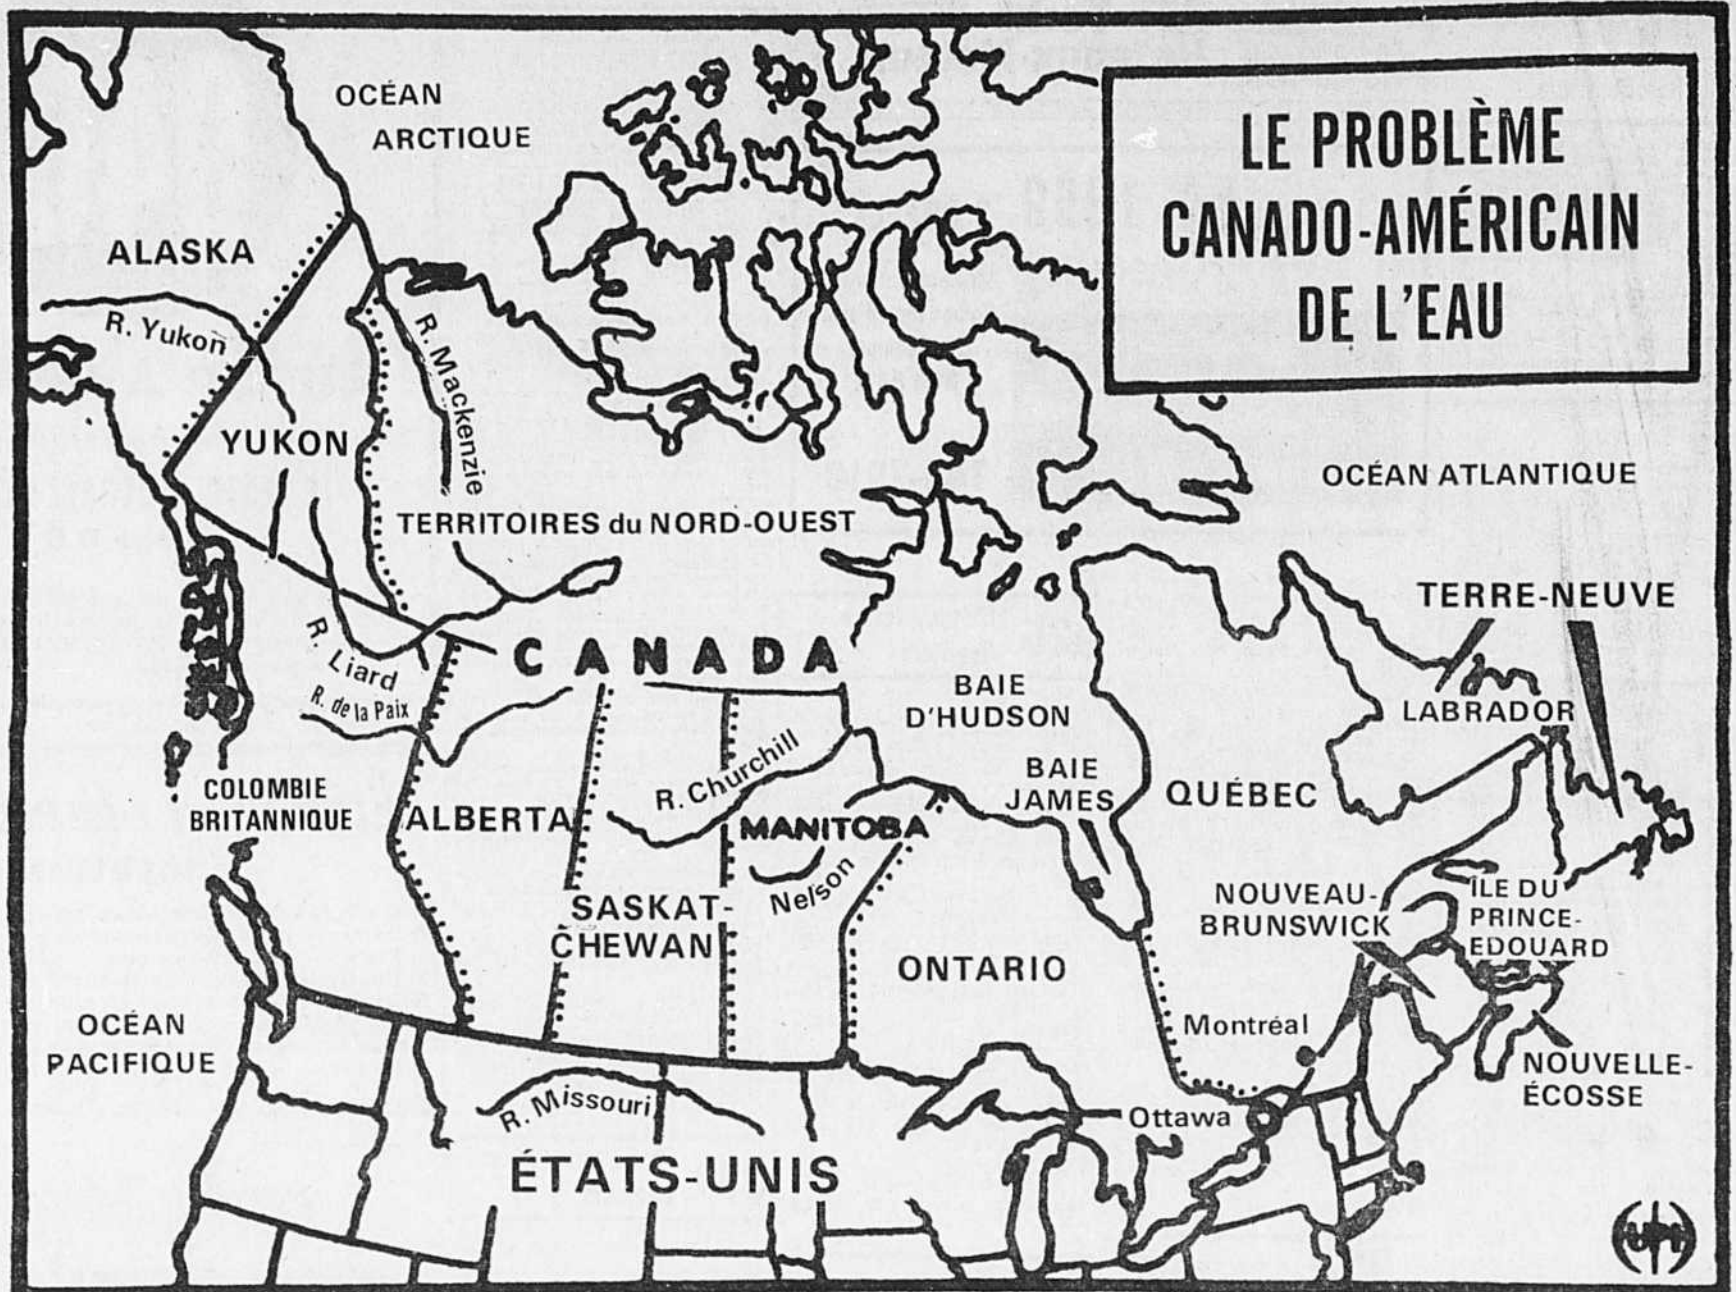 LE PROBLÈME
CANADO-AMÉRICAIN
DE L'EAU
OCÉAN
ARCTIQUE
ALASKA
R. Yukon
R. Mackenzie
YUKON
OCÉAN ATLANTIQUE
TERRITOIRES du NORD-OUEST
TERRE-NEUVE
R. Liard
CANADA
R. de la Paix
BAIE
D'HUDSON
LABRADOR
R. Churchill
BAIE
JAMES
QUÉBEC
COLOMBIE
BRITANNIQUE
ALBERTA
MANITOBA
Nelson
SASKAT-
CHEWAN
NOUVEAU-
BRUNSWICK
ÎLE DU
PRINCE-
EDOUARD
ONTARIO
OCÉAN
PACIFIQUE
Montréal
NOUVELLE-
ÉCOSSE
R. Missouri
Ottawa
ÉTATS-UNIS
UPI